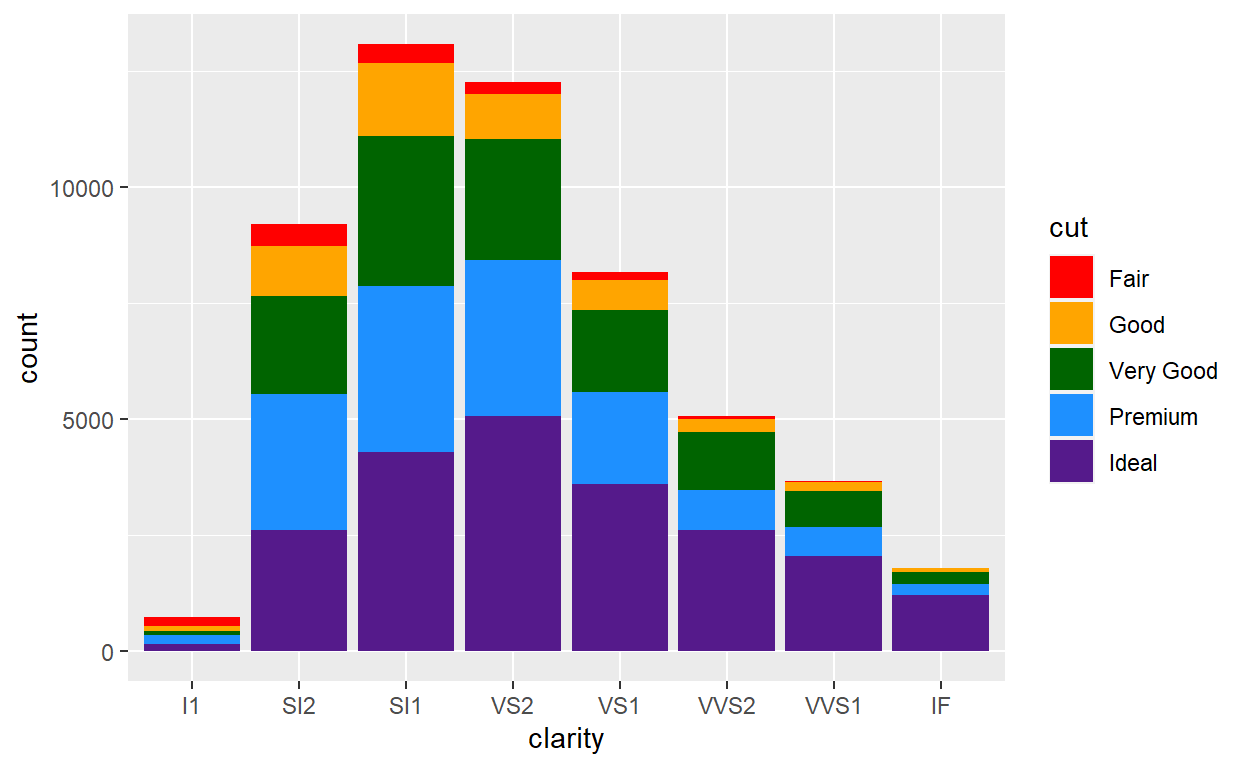 10000
5000
0
count
I1 SI2 SI1 VS2 VS1 VVS2 VVS1 IF
clarity
cut
Fair
Good
Very Good
Premium
Ideal